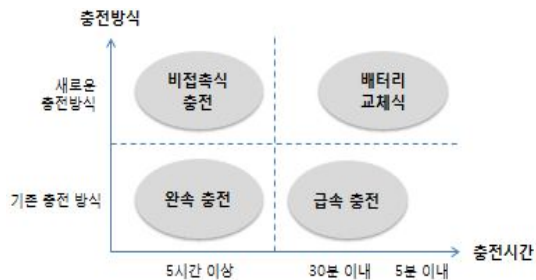 충전방식
새로운
충전방식
비접촉식
충전
배터리
교체식
기존 충전 방식
완속 충전
급속 충전
충전시간
5시간 이상
30분 이내
5분 이내